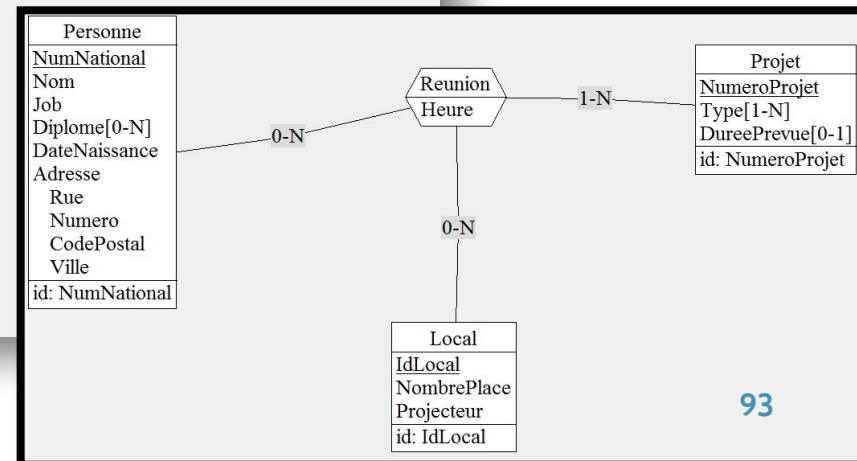 Personne
NumNational
Nom
Job
Diplome[0-N]
DateNaissance
Adresse
Rue
Numero
CodePostal
Ville
id: NumNational
0-N
Reunion
Heure
1-N
Projet
NumeroProjet
Type[1-N]
DureePrevue[0-1]
id: NumeroProjet
0-N
Local
IdLocal
NombrePlace
Projecteur
id: IdLocal
93